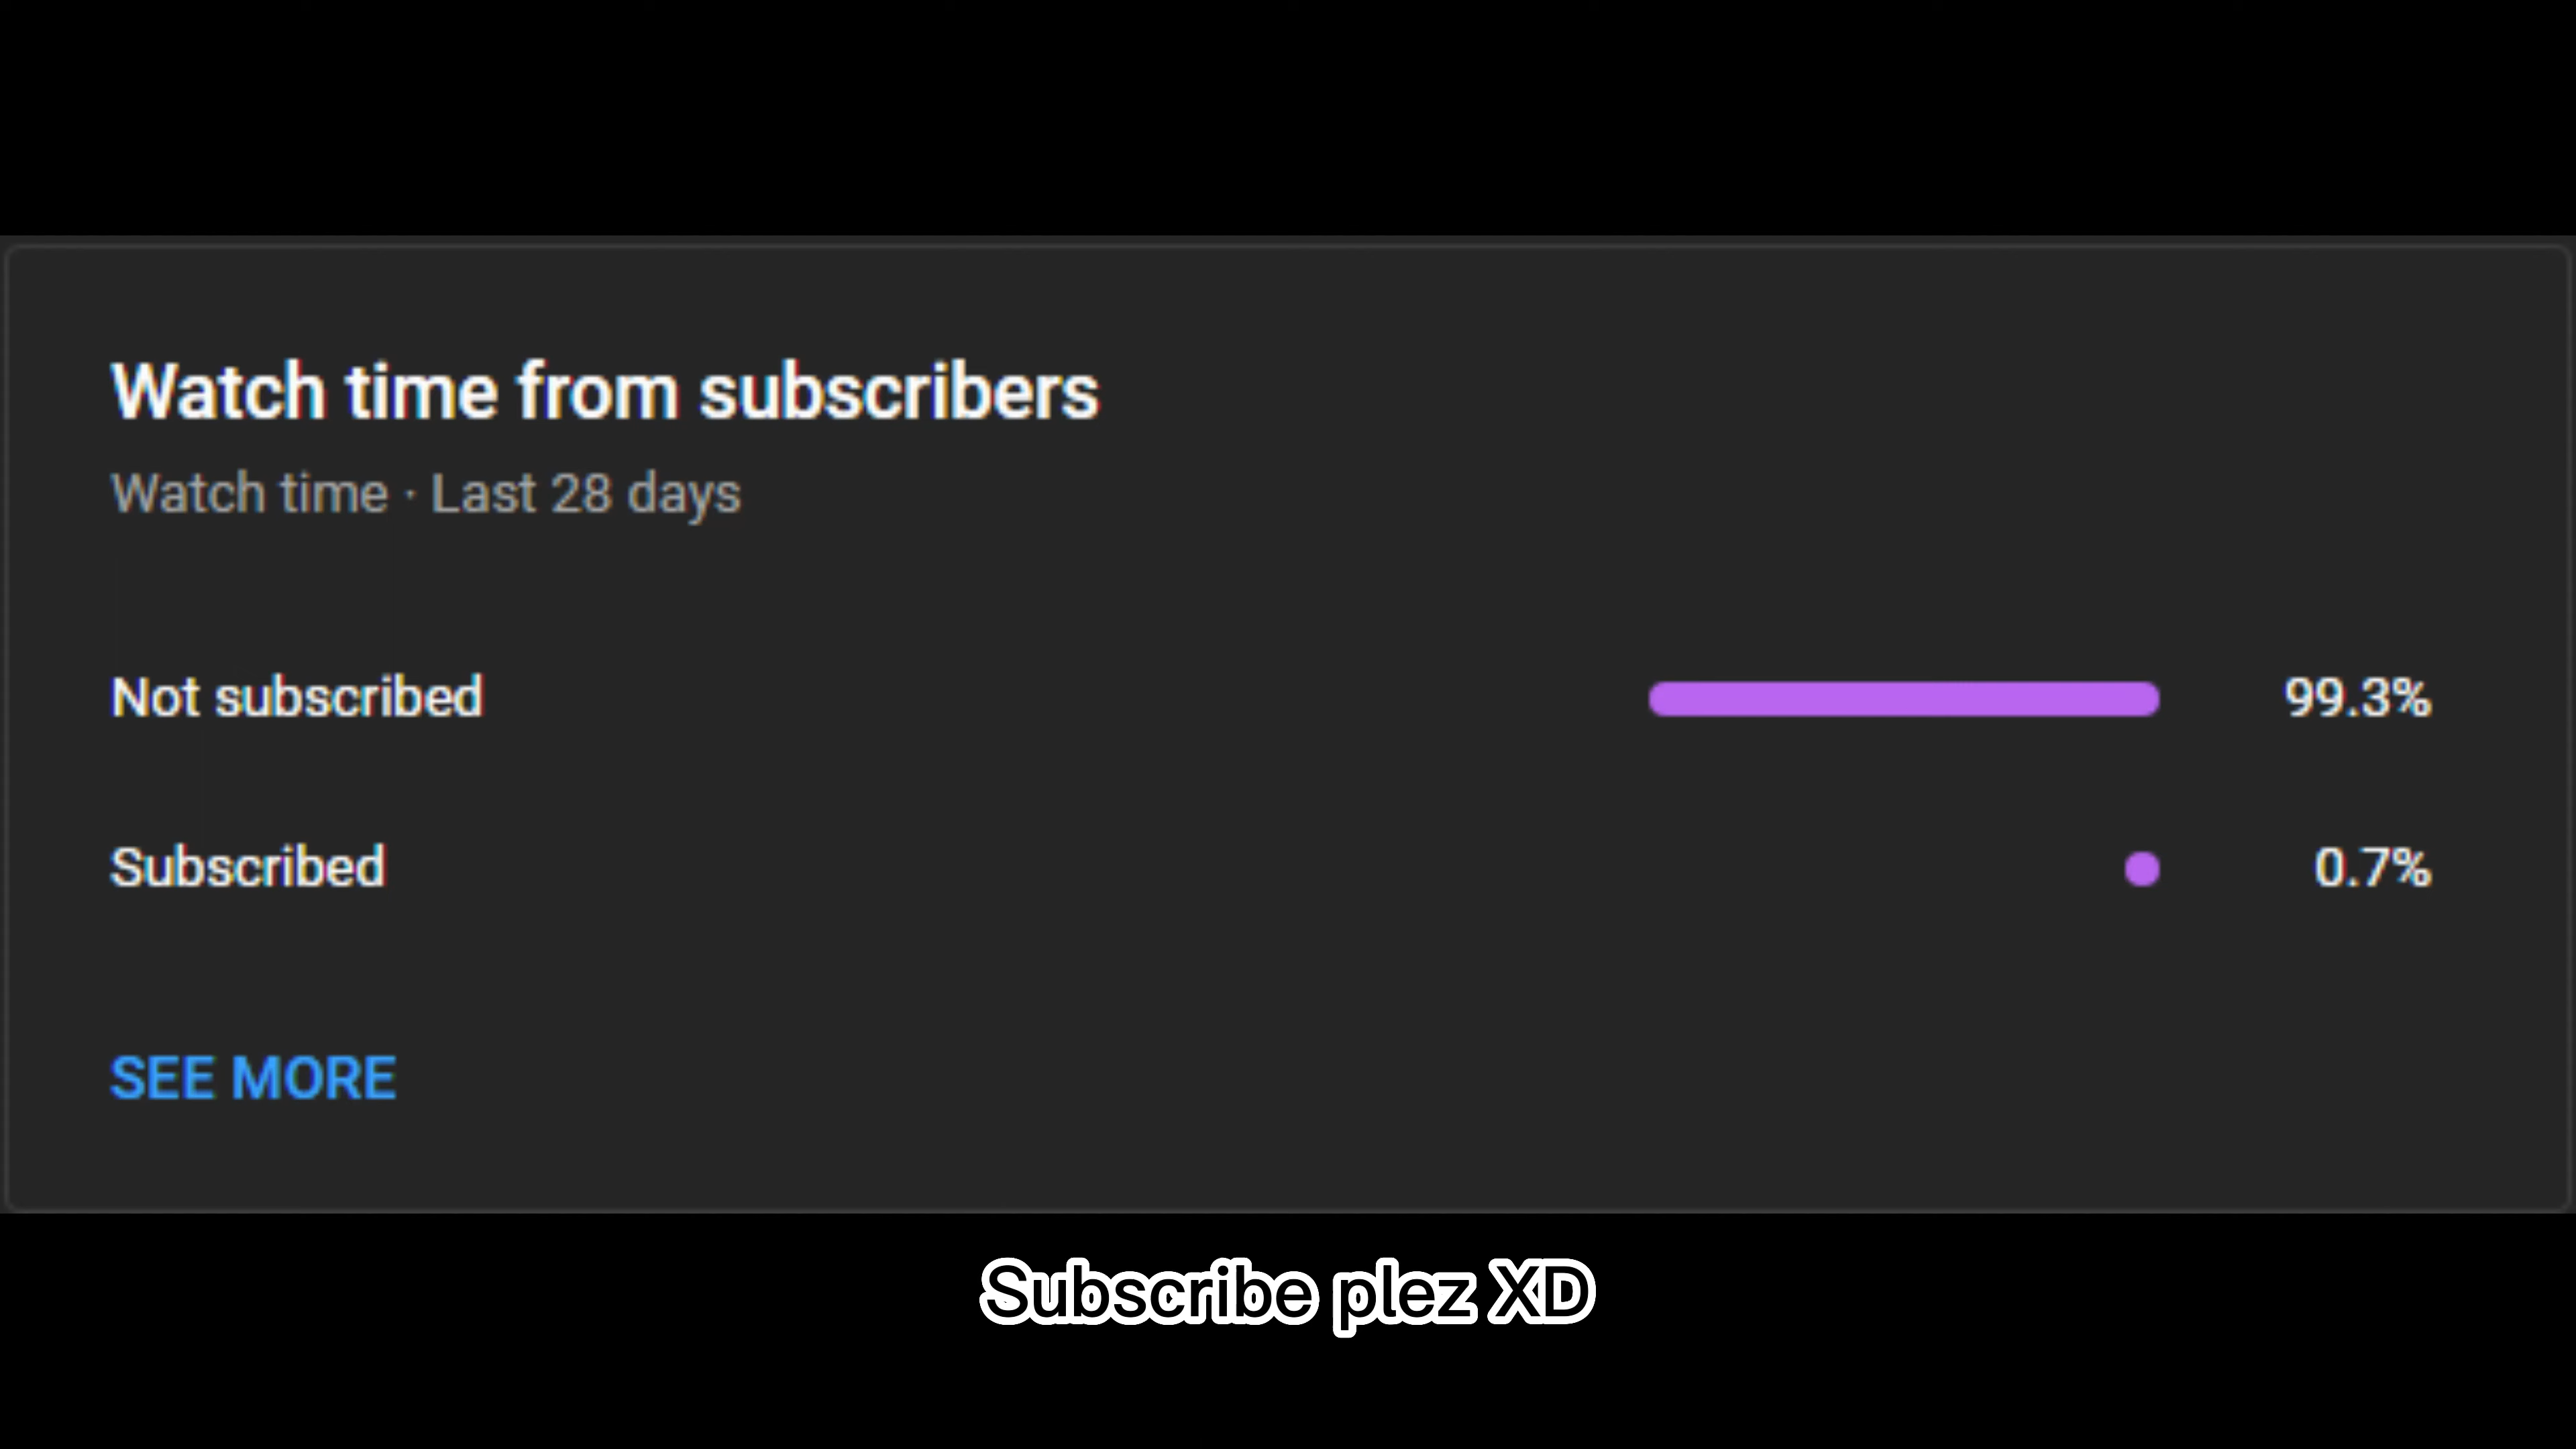 Watch time from subscribers
Watch time · Last 28 days
Not subscribed 99.3%
Subscribed 0.7%
SEE MORE
Subscribe plez XD